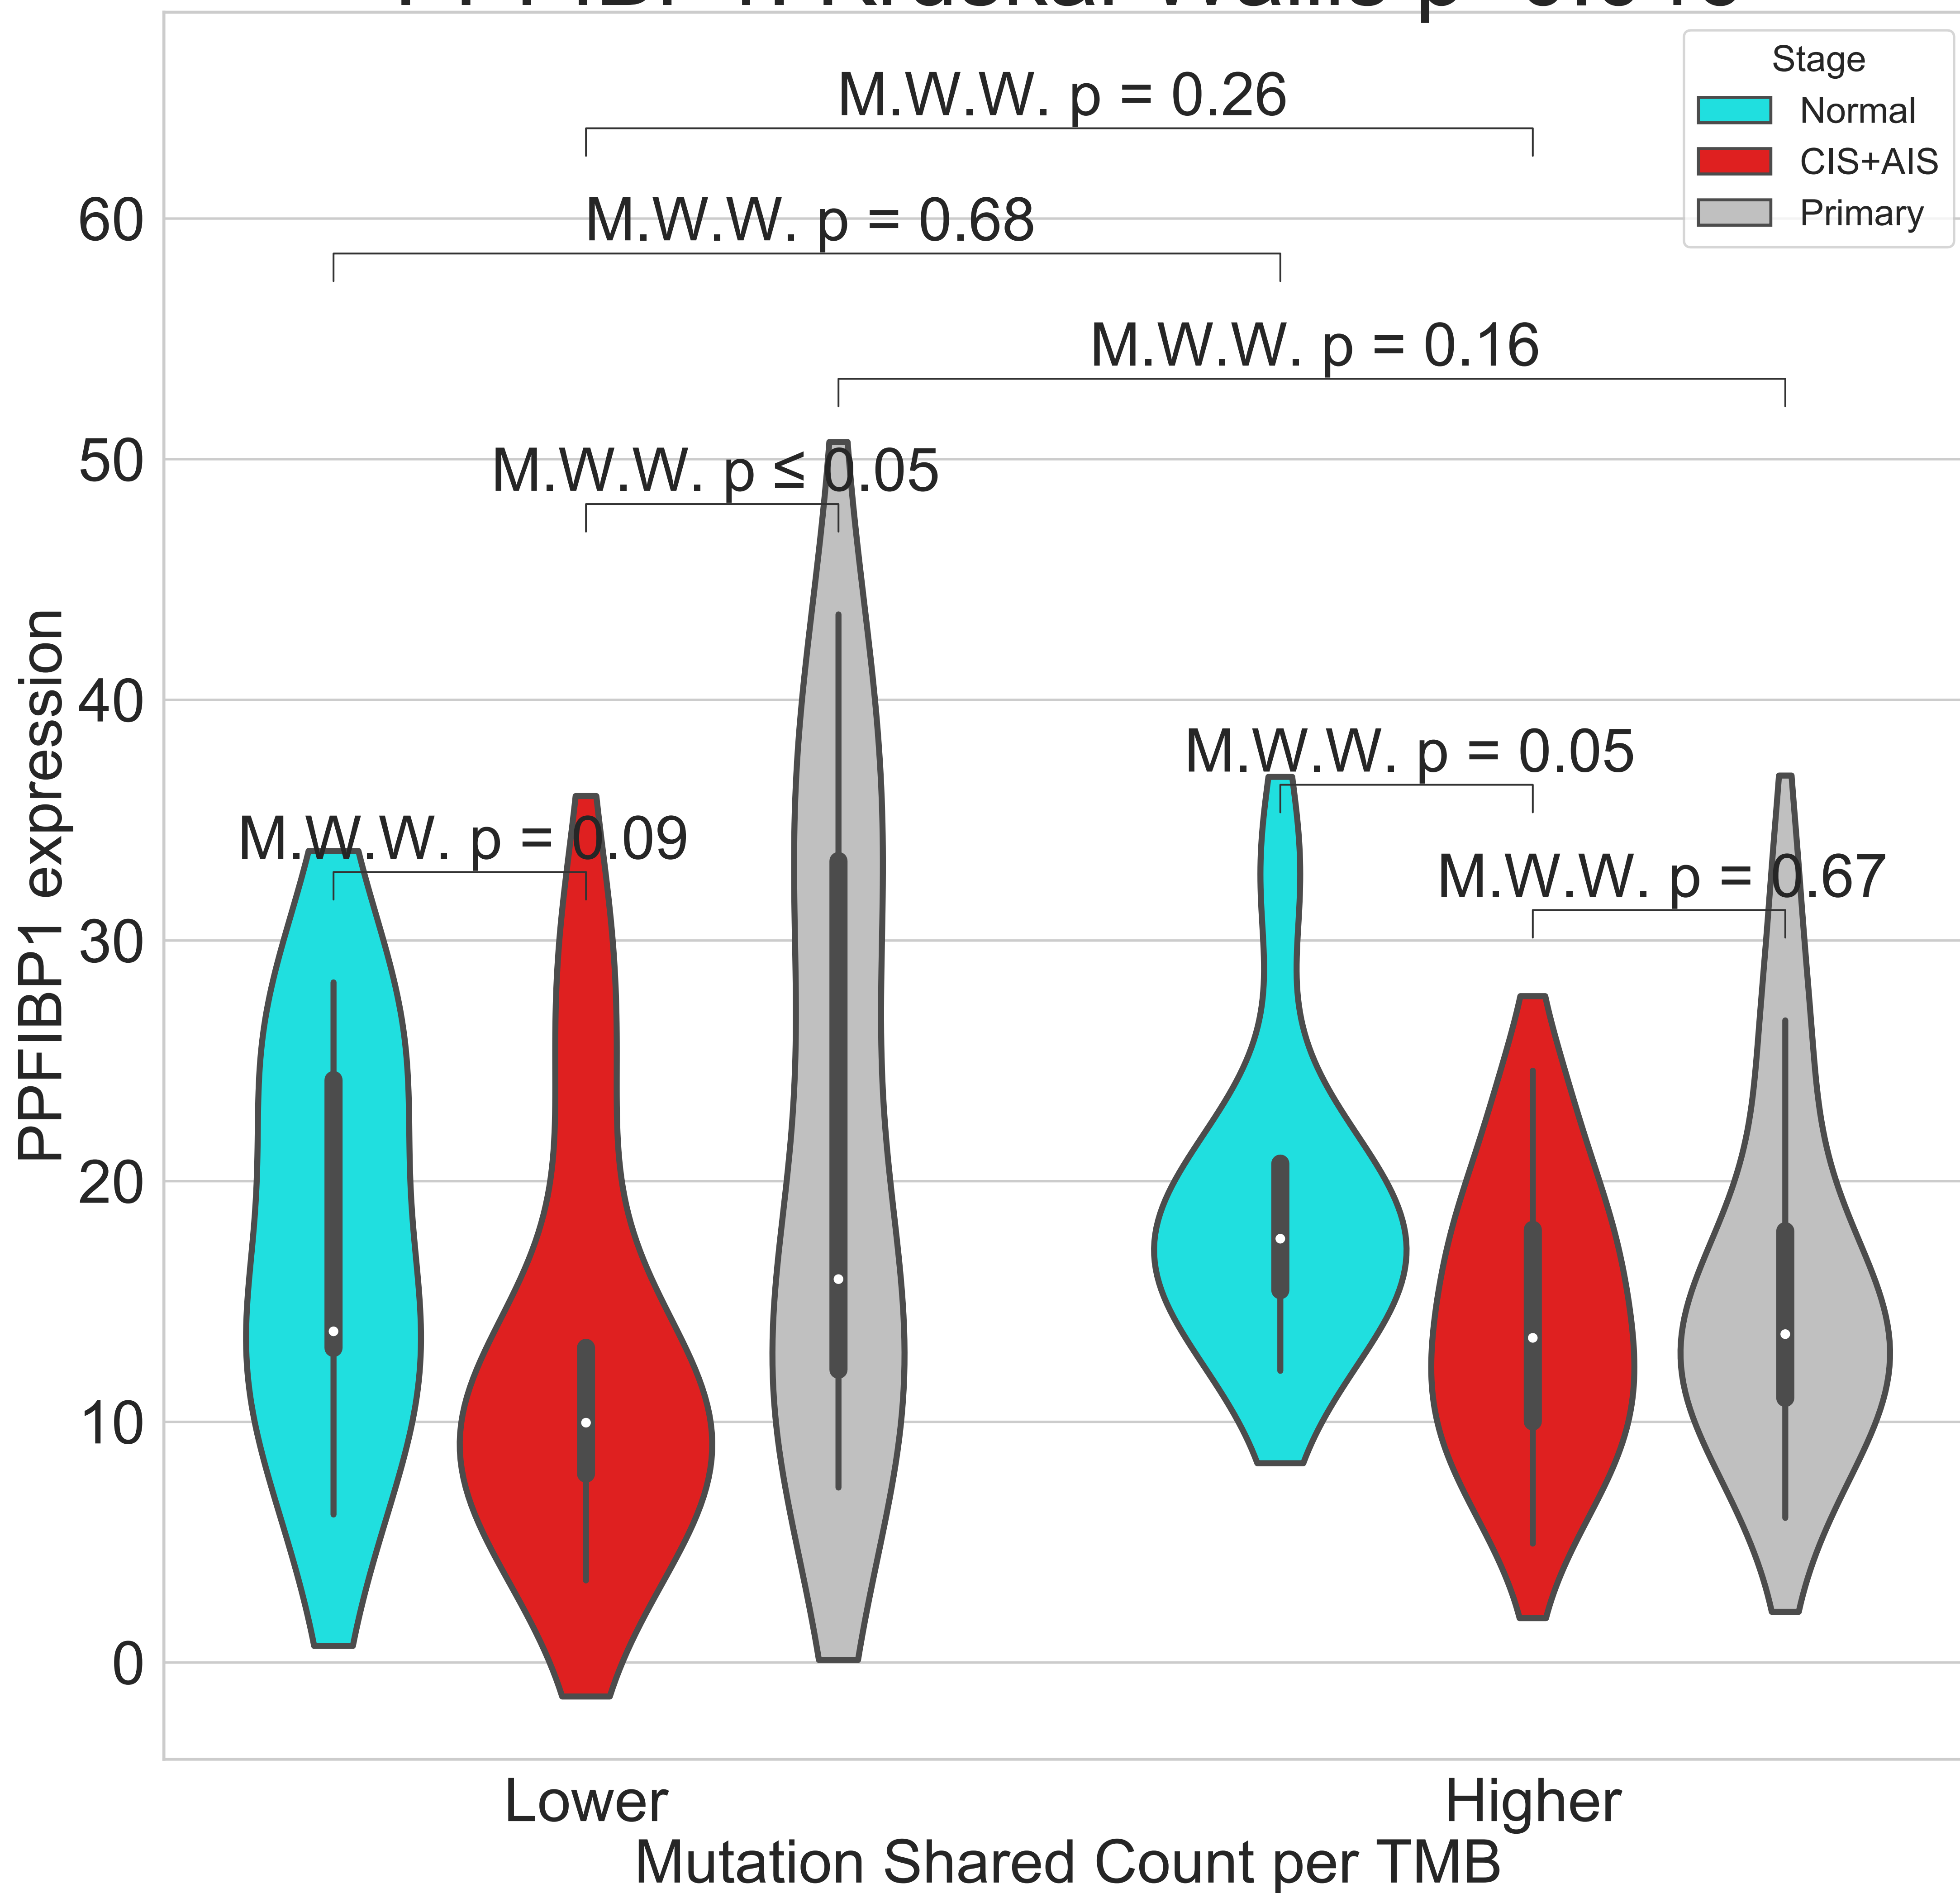 Stage
Normal
CIS+AIS
Primary
M.W.W. p = 0.26
M.W.W. p = 0.68
M.W.W. p = 0.16
M.W.W. p ≤ 0.05
M.W.W. p = 0.05
M.W.W. p = 0.09
M.W.W. p = 0.67
60
50
40
30
20
10
0
PPFIBP1 expression
Lower
Higher
Mutation Shared Count per TMB